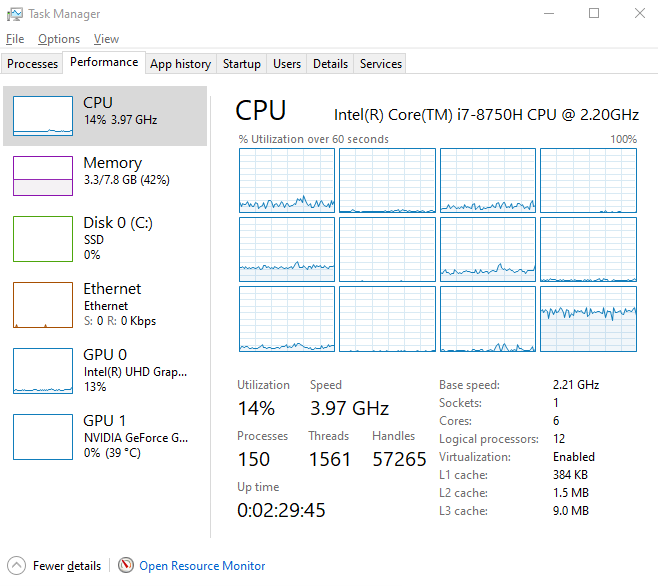 Task Manager
File Options View
Processes Performance App history Startup Users Details Services
CPU
14% 3.97 GHz
Memory
3.3/7.8 GB (42%)
Disk 0 (C:)
SSD
0%
Ethernet
Ethernet
S: 0 R: 0 Kbps
GPU 0
Intel(R) UHD Grap...
13%
GPU 1
NVIDIA GeForce G...
0% (39 °C)
CPU Intel(R) Core(TM) i7-8750H CPU @ 2.20GHz
% Utilization over 60 seconds 100%
Utilization Speed
14% 3.97 GHz
Processes Threads Handles
150 1561 57265
Up time
0:02:29:45
Base speed: 2.21 GHz
Sockets: 1
Cores: 6
Logical processors: 12
Virtualization: Enabled
L1 cache: 384 KB
L2 cache: 1.5 MB
L3 cache: 9.0 MB
Fewer details Open Resource Monitor